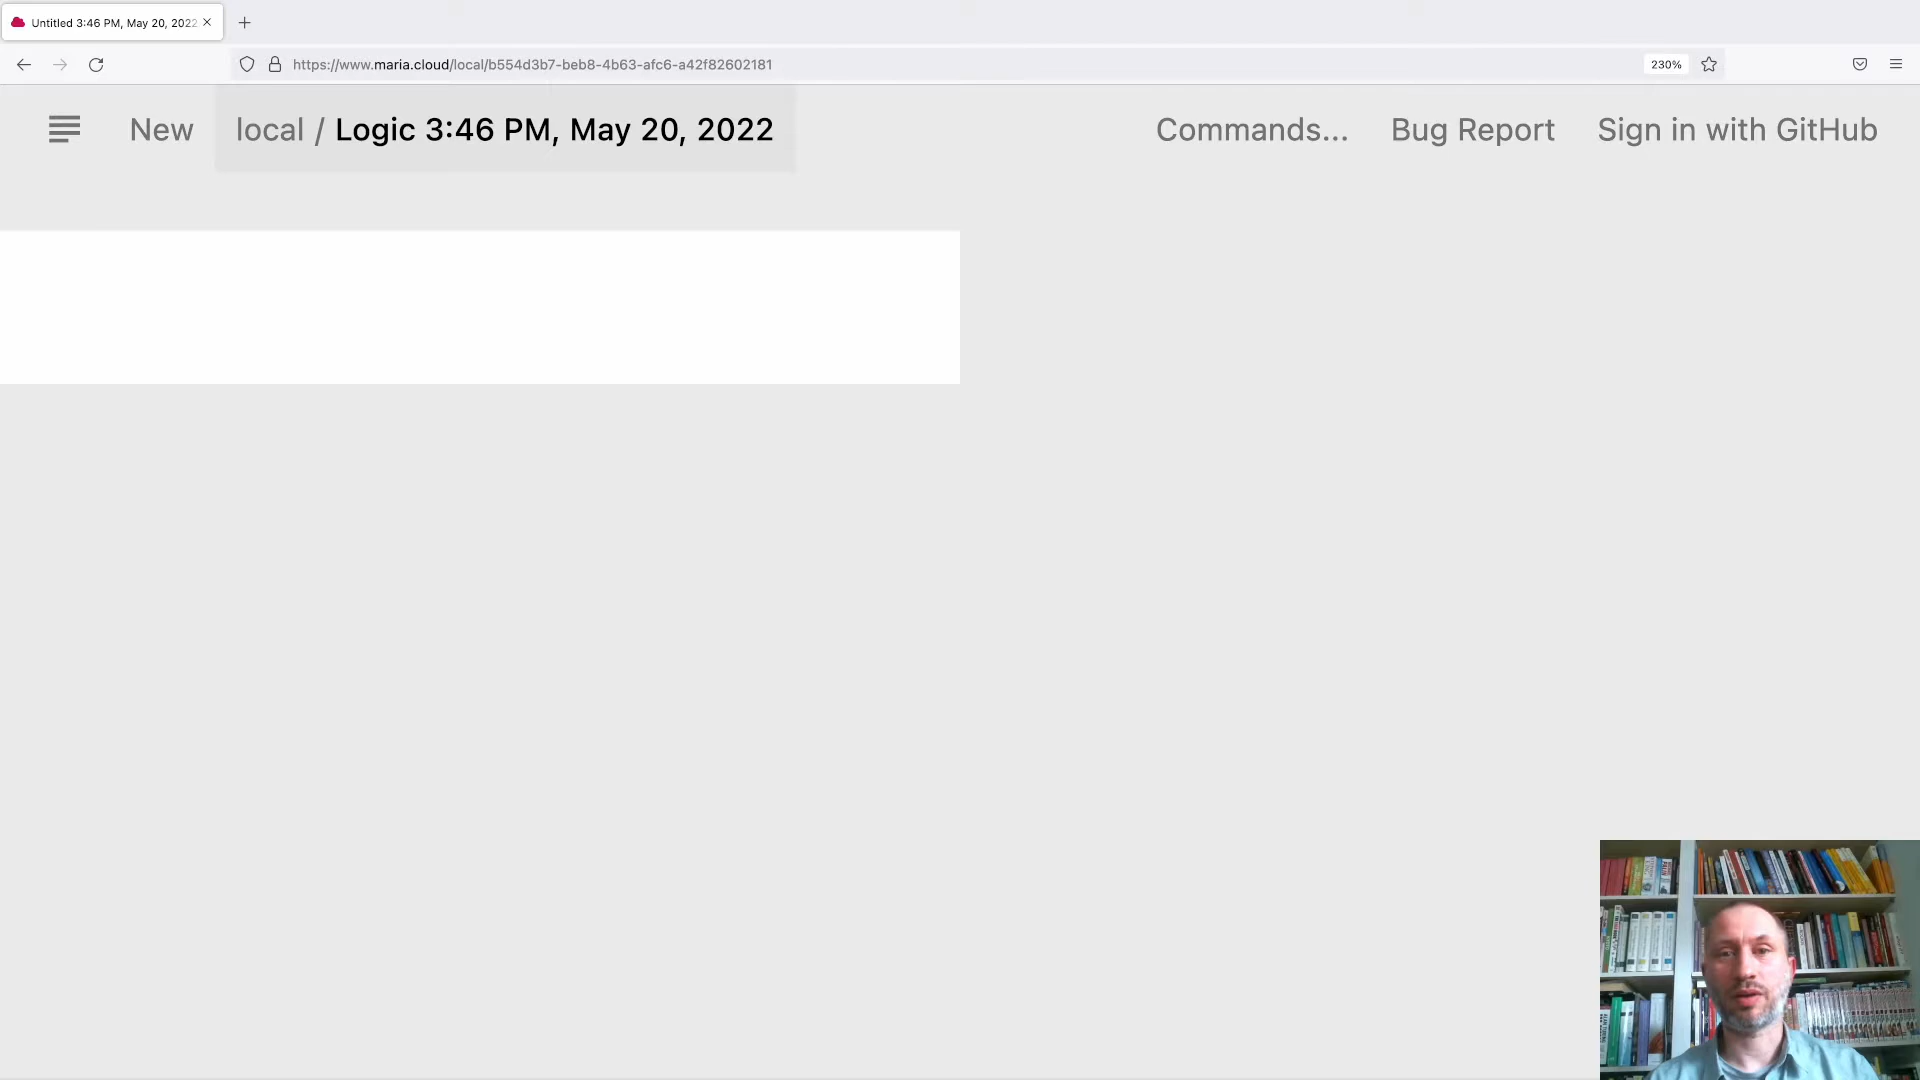 Untitled 3:46 PM, May 20, 2022
https://www.maria.cloud/local/b554d3b7-beb8-4b63-afc6-a42f82602181
230%
New
local / Logic 3:46 PM, May 20, 2022
Commands...
Bug Report
Sign in with GitHub